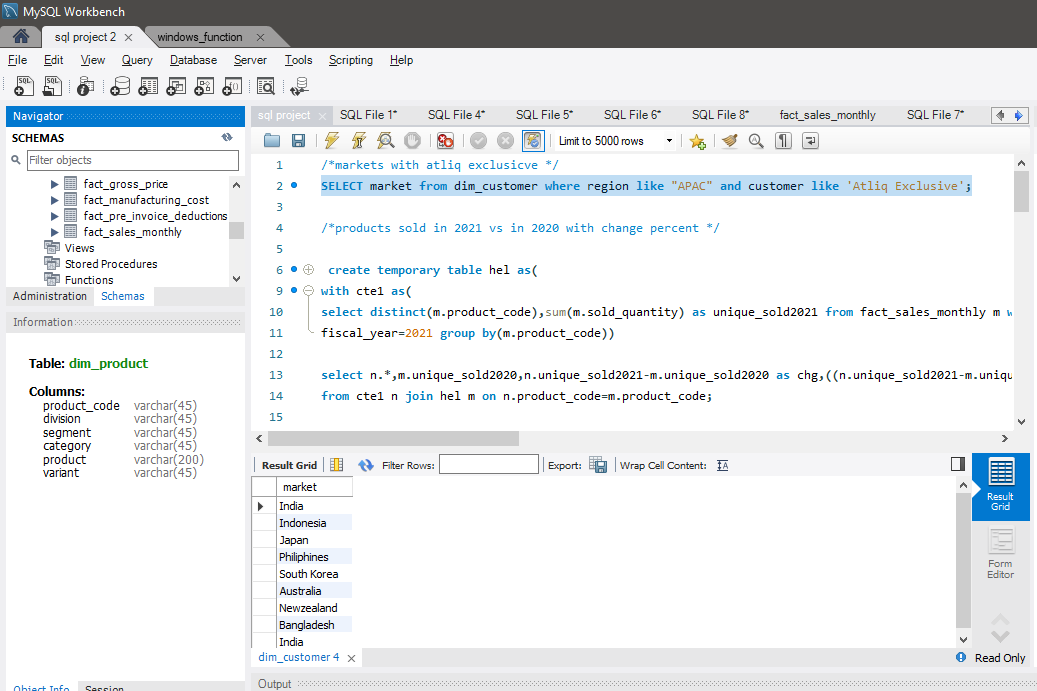 MySQL Workbench
sql project 2
windows_function
File Edit View Query Database Server Tools Scripting Help
SQL SQL
Navigator
SCHEMAS
Filter objects
fact_gross_price
fact_manufacturing_cost
fact_pre_invoice_deductions
fact_sales_monthly
Views
Stored Procedures
Functions
Administration Schemas
Information
Table: dim_product
Columns:
product_code varchar(45)
division varchar(45)
segment varchar(45)
category varchar(45)
product varchar(200)
variant varchar(45)
Object Info Session
sql project SQL File 1* SQL File 4* SQL File 5* SQL File 6* SQL File 8* fact_sales_monthly SQL File 7*
Limit to 5000 rows
1 /*markets with atliq exclusicve */
2 SELECT market from dim_customer where region like "APAC" and customer like 'Atliq Exclusive';
3
4 /*products sold in 2021 vs in 2020 with change percent */
5
6 create temporary table hel as(
9 with cte1 as(
10 select distinct(m.product_code),sum(m.sold_quantity) as unique_sold2021 from fact_sales_monthly m w
11 fiscal_year=2021 group by(m.product_code))
12
13 select n.*,m.unique_sold2020,n.unique_sold2021-m.unique_sold2020 as chg,((n.unique_sold2021-m.uniqu
14 from cte1 n join hel m on n.product_code=m.product_code;
15
Result Grid Filter Rows: Export: Wrap Cell Content:
market
India
Indonesia
Japan
Philiphines
South Korea
Australia
Newzealand
Bangladesh
India
Result
Grid
Form
Editor
dim_customer 4
Read Only
Output